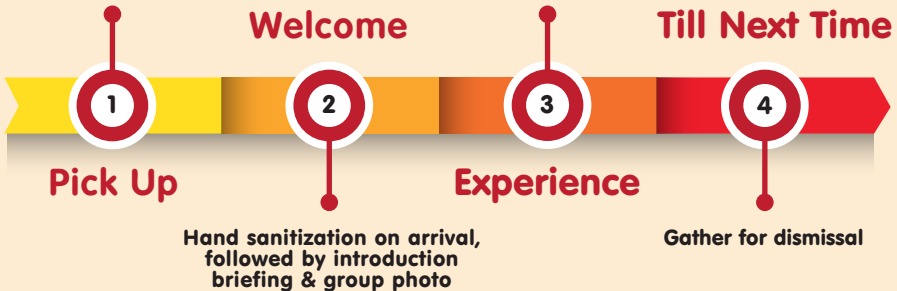 Welcome
Till Next Time
1
2
3
4
Pick Up
Experience
Hand sanitization on arrival,
followed by introduction
briefing & group photo
Gather for dismissal